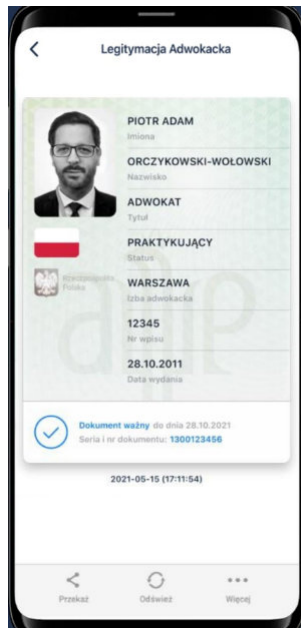 Legitymacja Adwokacka
PIOTR ADAM
Imiona
ORCZYKOWSKI-WOŁOWSKI
Nazwisko
ADWOKAT
Tytuł
PRAKTYKUJĄCY
Status
Rzeczpospolita
Polska
WARSZAWA
Izba adwokacka
12345
Nr wpisu
28.10.2011
Data wydania
Dokument ważny do dnia 28.10.2021
Seria i nr dokumentu: 1300123456
2021-05-15 (17:11:54)
Przekaż
Odśwież
Więcej